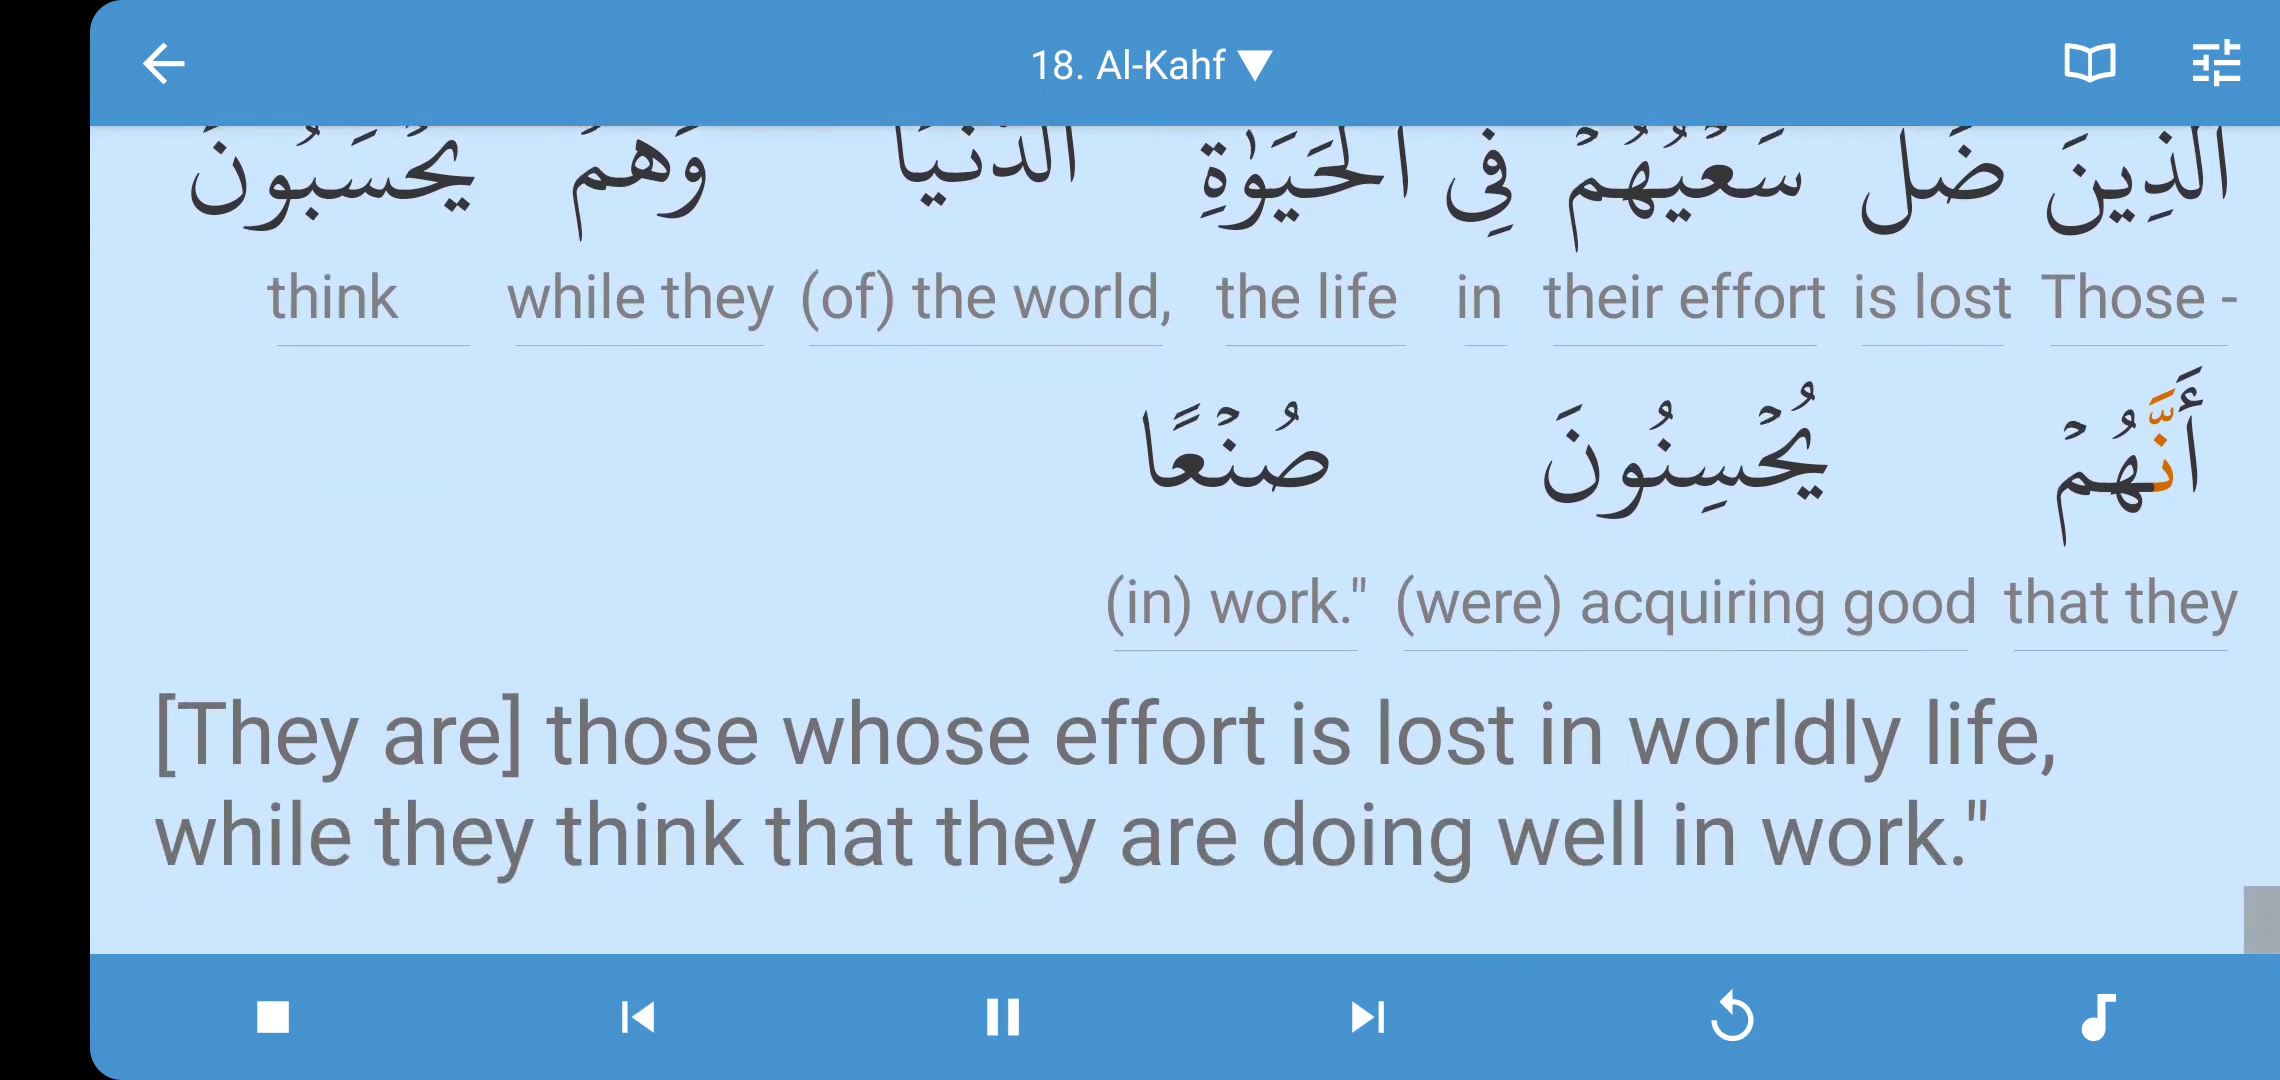 18. Al-Kahf ▼
ٱلَّذِينَ ضَلَّ سَعْيُهُمْ فِى ٱلْحَيَوٰةِ ٱلدُّنْيَا وَهُمْ يَحْسَبُونَ
think while they (of) the world, the life in their effort is lost Those -
أَنَّهُمْ يُحْسِنُونَ صُنْعًا
(in) work." (were) acquiring good that they
[They are] those whose effort is lost in worldly life,
while they think that they are doing well in work."